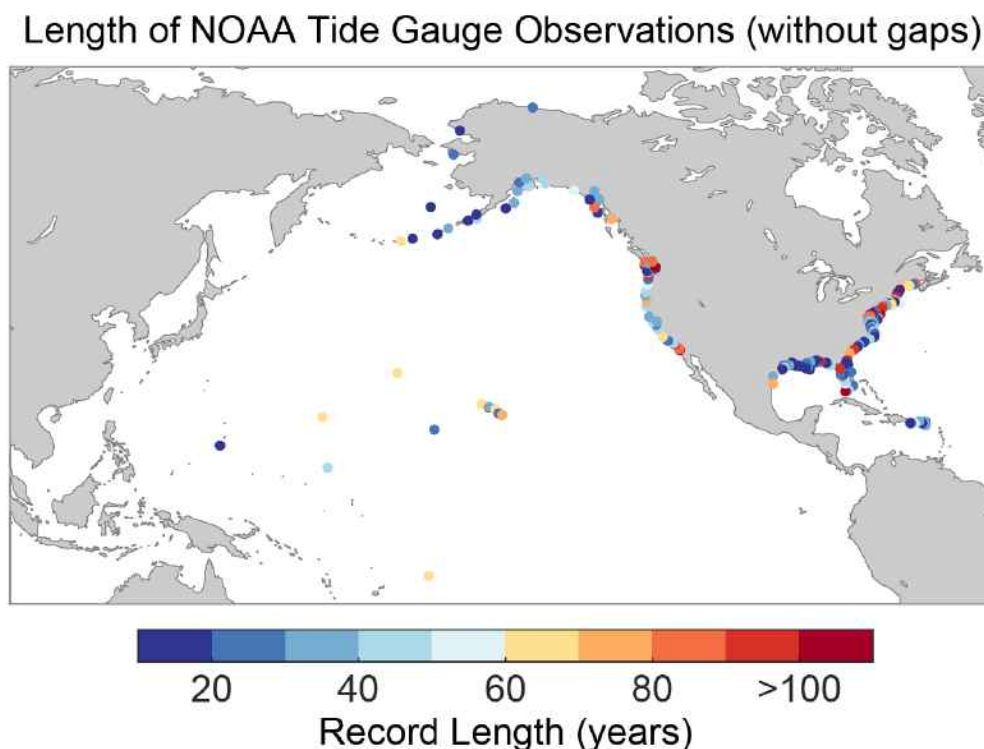 Length of NOAA Tide Gauge Observations (without gaps)
20 40 60 80 >100
Record Length (years)